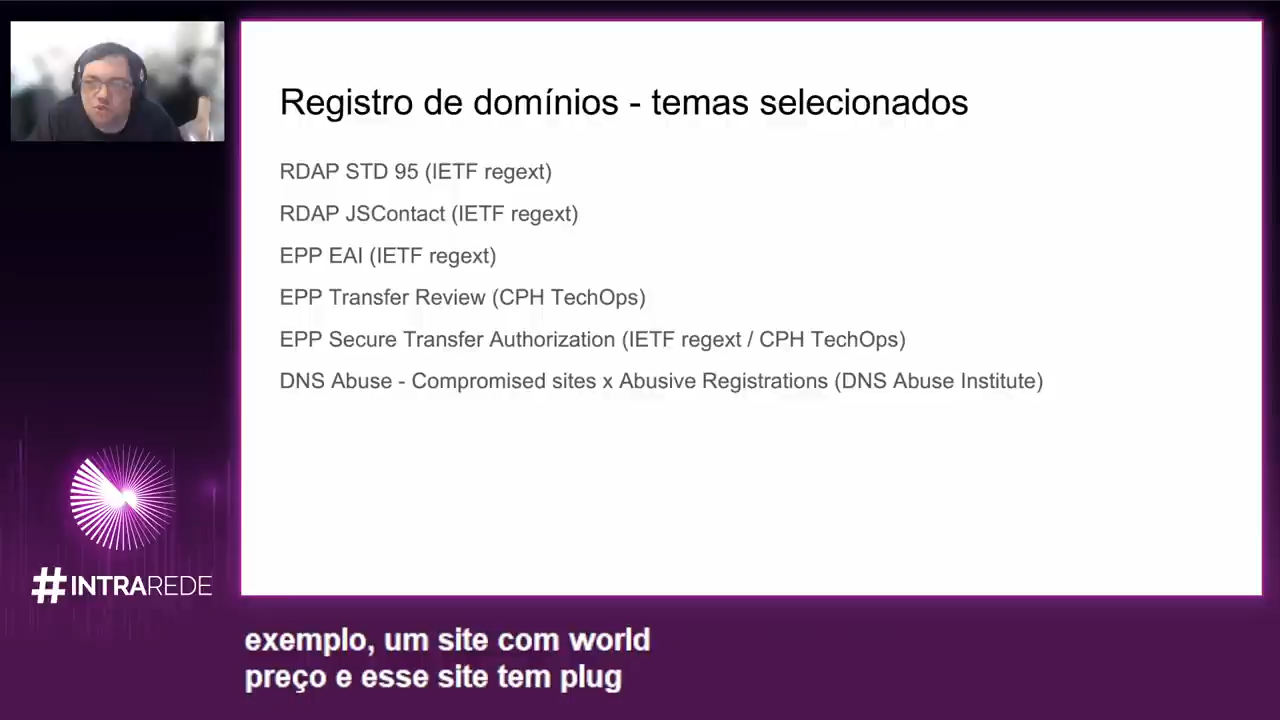 Registro de domínios - temas selecionados
RDAP STD 95 (IETF regext)
RDAP JSContact (IETF regext)
EPP EAI (IETF regext)
EPP Transfer Review (CPH TechOps)
EPP Secure Transfer Authorization (IETF regext / CPH TechOps)
DNS Abuse - Compromised sites x Abusive Registrations (DNS Abuse Institute)
#INTRAREDE
exemplo, um site com world
preço e esse site tem plug